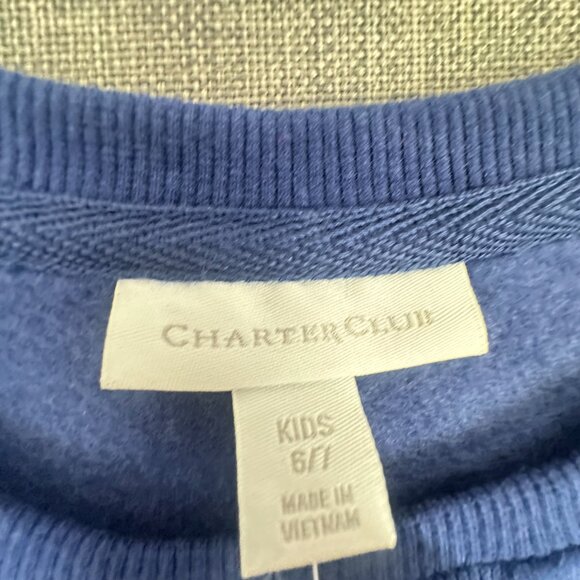 CHARTER CLUB
KIDS
6/7
MADE IN
VIETNAM